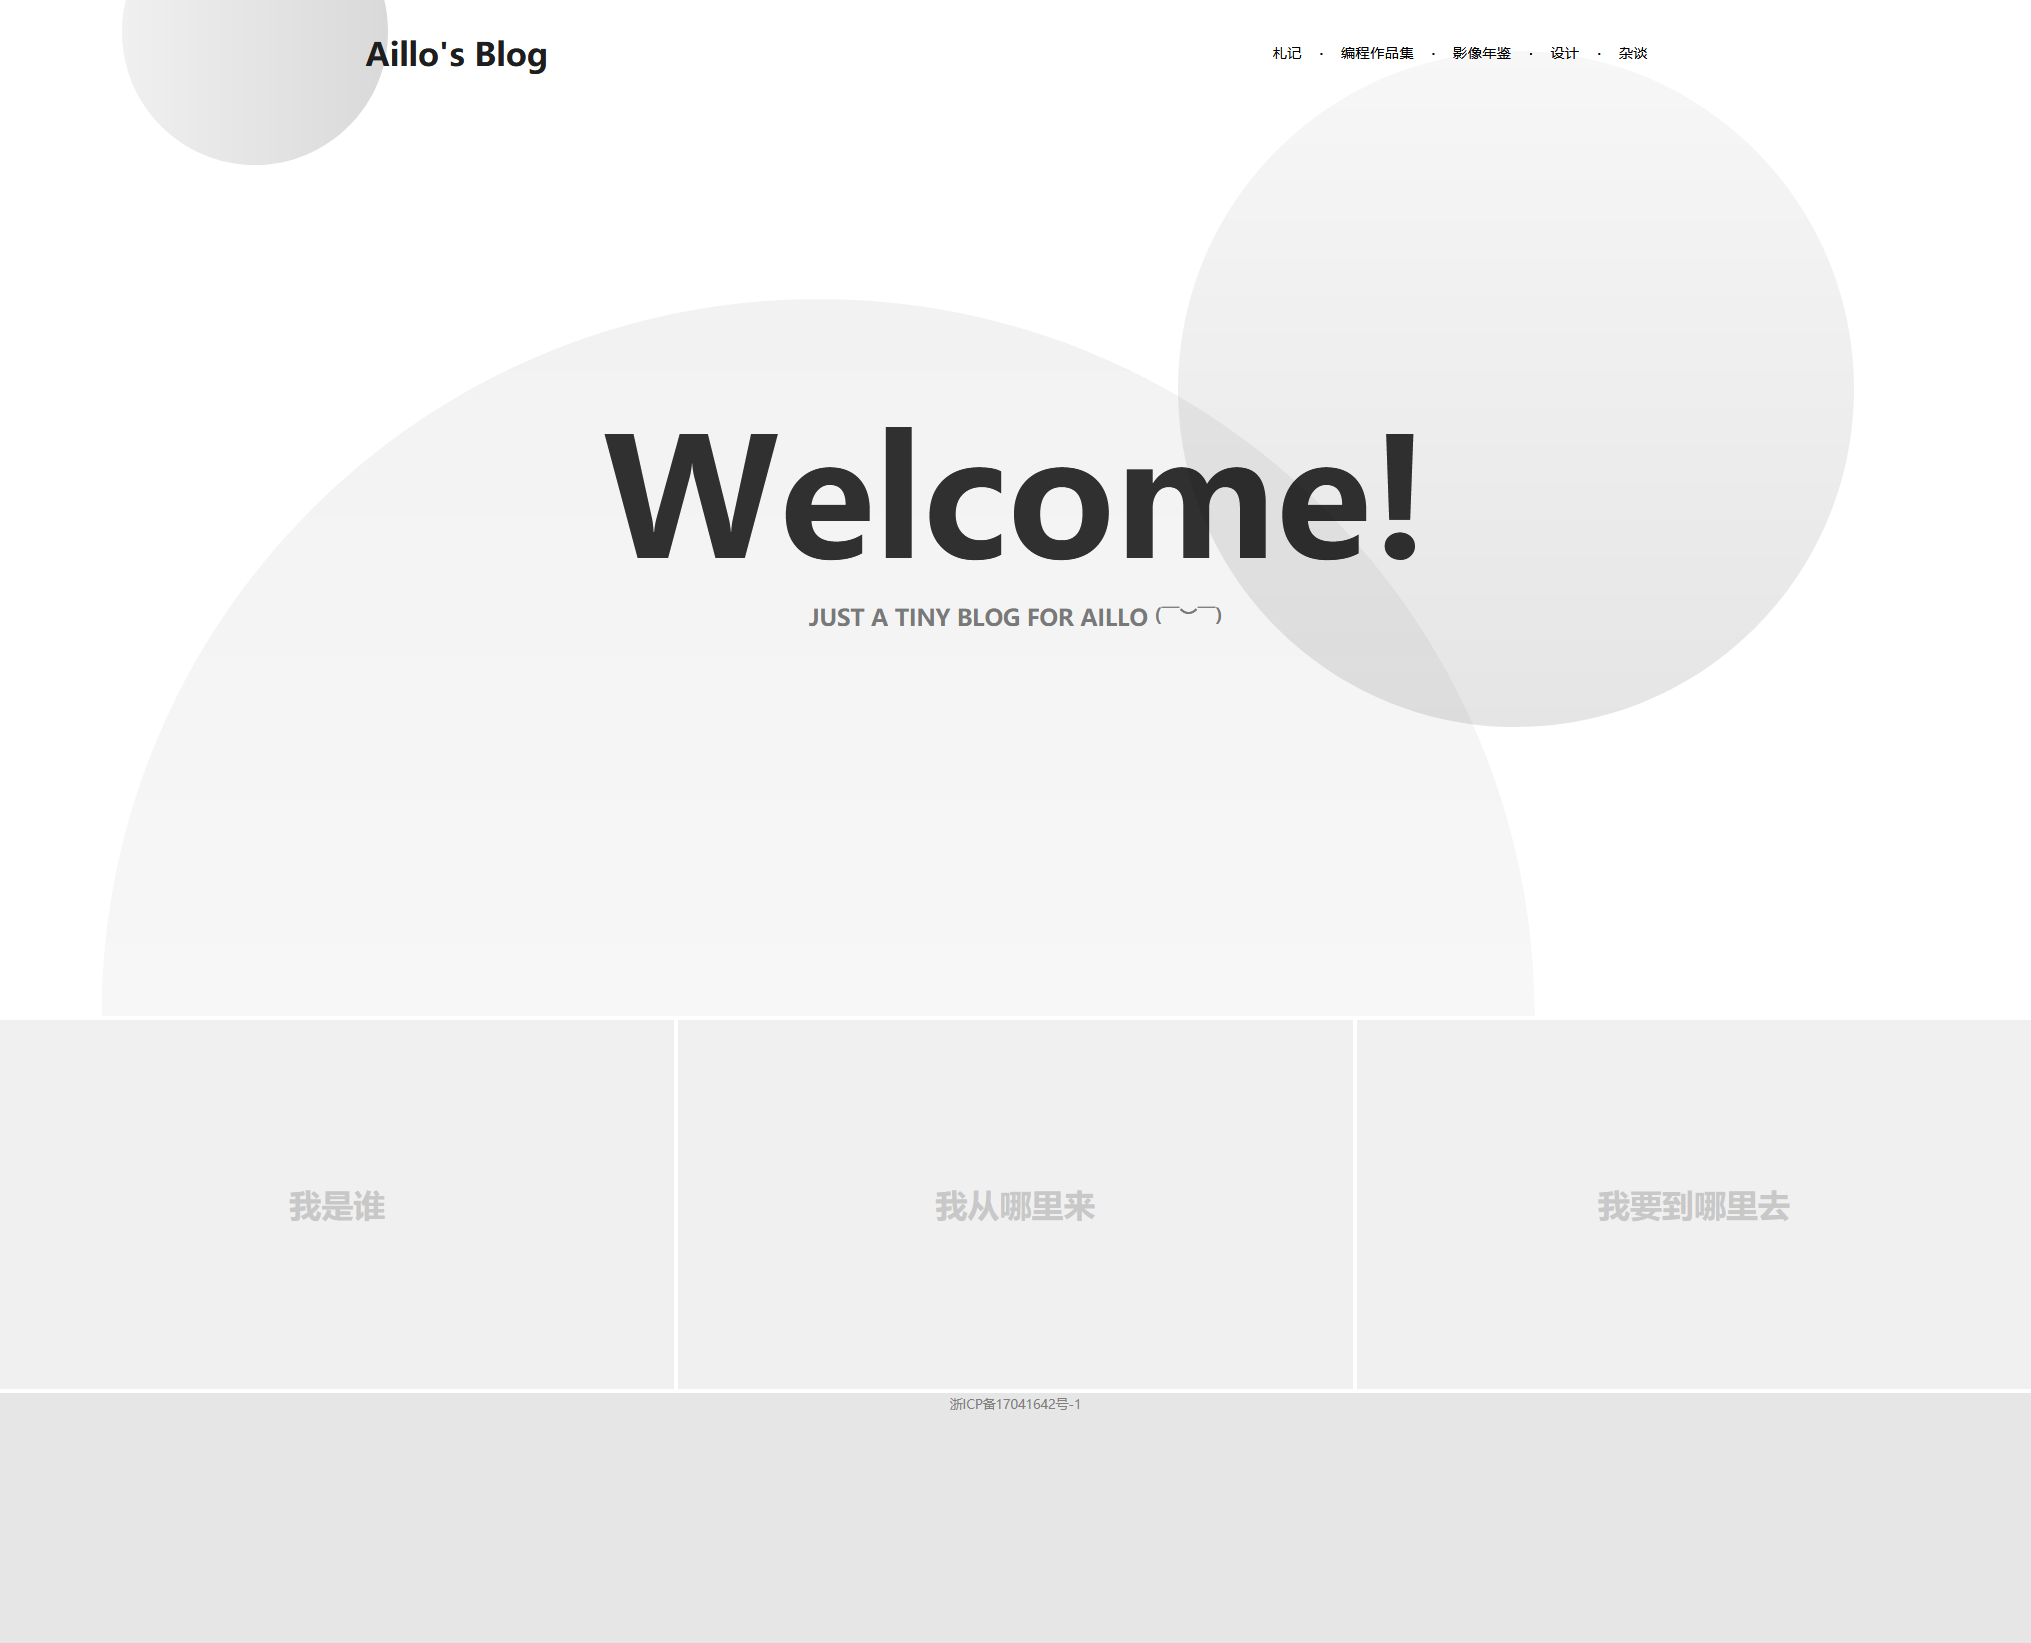 Aillo's Blog
札记 · 编程作品集 · 影像年鉴 · 设计 · 杂谈
Welcome!
JUST A TINY BLOG FOR AILLO (￣︶￣)
我是谁
我从哪里来
我要到哪里去
浙ICP备17041642号-1